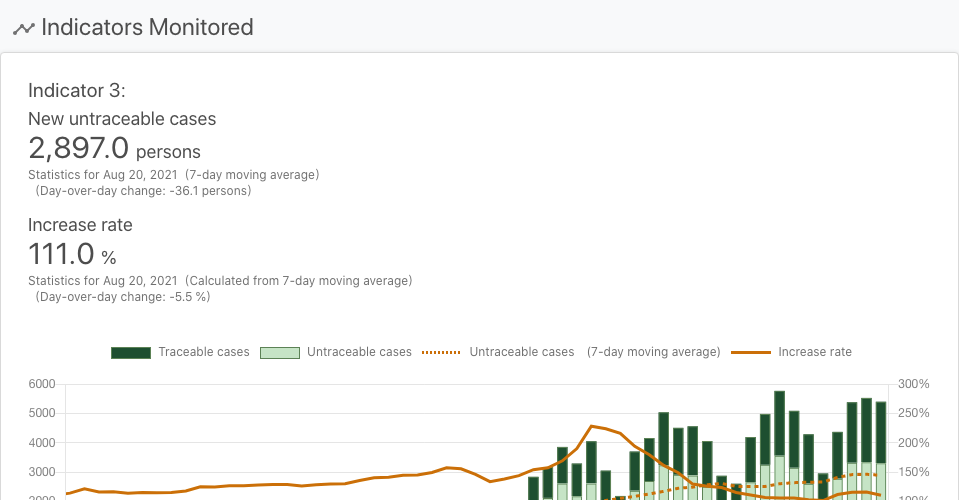 Indicators Monitored
Indicator 3:
New untraceable cases
2,897.0 persons
Statistics for Aug 20, 2021 (7-day moving average)
(Day-over-day change: -36.1 persons)
Increase rate
111.0 %
Statistics for Aug 20, 2021 (Calculated from 7-day moving average)
(Day-over-day change: -5.5 %)
Traceable cases Untraceable cases Untraceable cases (7-day moving average) Increase rate
6000 300%
5000 250%
4000 200%
3000 150%